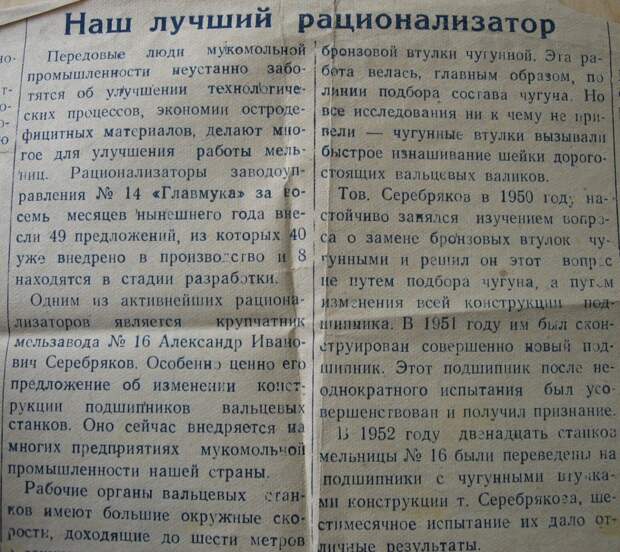 Наш лучший рационализатор
Передовые люди мукомольной
промышленности неустанно забо-
тятся об улучшении технологиче-
ских процессов, экономии остроде-
фицитных материалов, делают мно-
гое для улучшения работы мель-
ниц. Рационализаторы заводоуп-
равления № 14 «Главмука» за во-
семь месяцев нынешнего года вне-
сли 49 предложений, из которых 40
уже внедрено в производство и 8
находятся в стадии разработки.
Одним из активнейших рацио-
нализаторов является крупчатник
мельзавода № 16 Александр Ивано-
вич Серебряков. Особенно ценно его
предложение об изменении конст-
рукции подшипников вальцевых
станков. Оно сейчас внедряется на
многих предприятиях мукомольной
промышленности нашей страны.
Рабочие органы вальцевых стан-
ков имеют большие окружные ско-
рости, доходящие до шести метров
бронзовой втулки чугунной. Эта ра-
бота велась, главным образом, по
линии подбора состава чугуна. Но
все исследования ни к чему не при-
вели — чугунные втулки вызывали
быстрое изнашивание шейки дорого-
стоящих вальцевых валиков.
Тов. Серебряков в 1950 году на-
стойчиво занялся изучением вопро-
са о замене бронзовых втулок чу-
гунными и решил он этот вопрос
не путем подбора чугуна, а путем
изменения всей конструкции под-
шипника. В 1951 году им был скон-
струирован совершенно новый под-
шипник. Этот подшипник после не-
однократного испытания был усо-
вершенствован и получил признание.
В 1952 году двенадцать станков
мельницы № 16 были переведены на
подшипники с чугунными втулка-
ми конструкции т. Серебрякова, ше-
стимесячное испытание их дало от-
личные результаты.